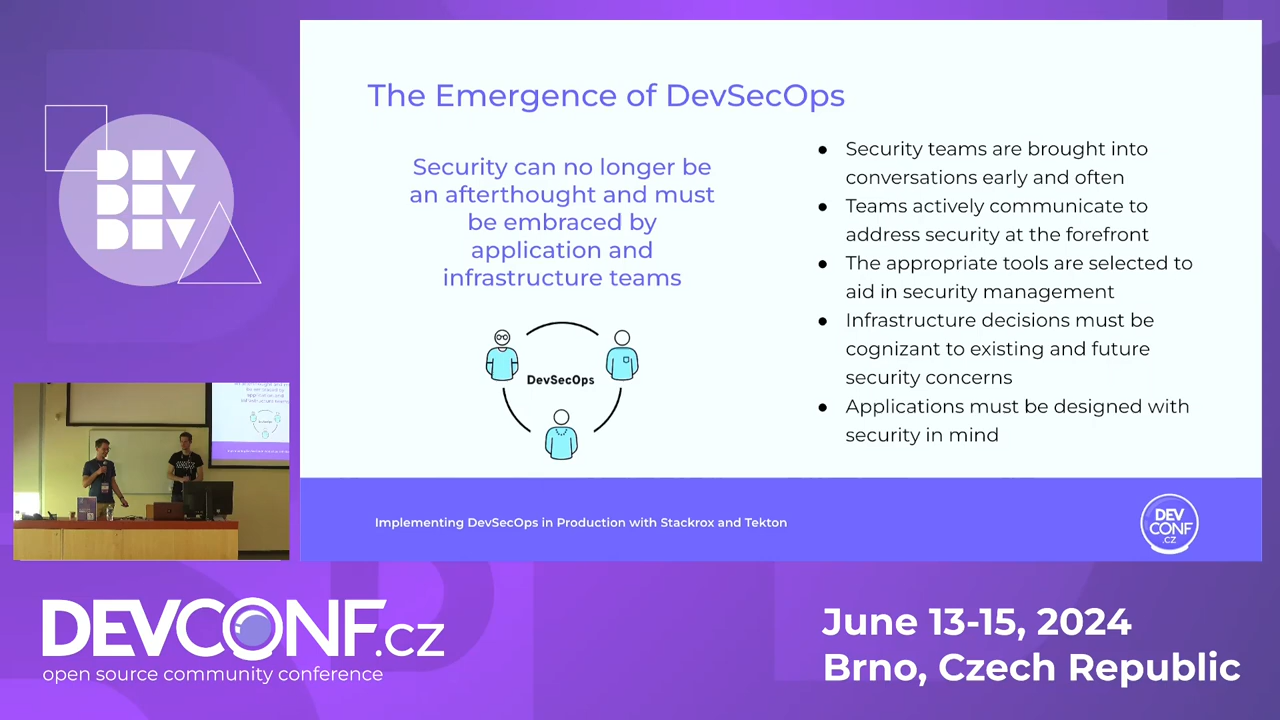 DEV
DEV
DEV
The Emergence of DevSecOps
Security can no longer be
an afterthought and must
be embraced by
application and
infrastructure teams
DevSecOps
● Security teams are brought into
conversations early and often
● Teams actively communicate to
address security at the forefront
● The appropriate tools are selected to
aid in security management
● Infrastructure decisions must be
cognizant to existing and future
security concerns
● Applications must be designed with
security in mind
Implementing DevSecOps in Production with Stackrox and Tekton
DEV
CONF
.CZ
DEVCONF.cz
open source community conference
June 13-15, 2024
Brno, Czech Republic